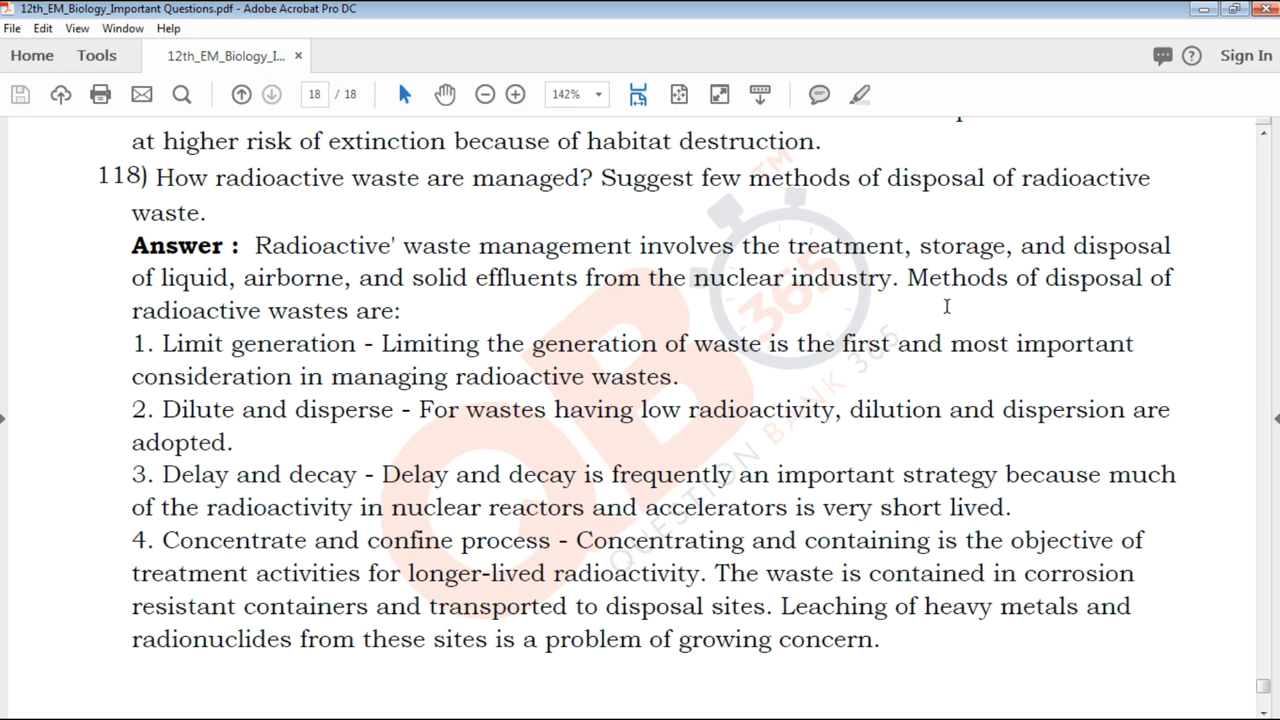 12th_EM_Biology_Important Questions.pdf - Adobe Acrobat Pro DC
File Edit View Window Help
Home Tools 12th_EM_Biology_I... × Sign In
18 / 18 142%
at higher risk of extinction because of habitat destruction.
118) How radioactive waste are managed? Suggest few methods of disposal of radioactive
waste.
Answer : Radioactive' waste management involves the treatment, storage, and disposal
of liquid, airborne, and solid effluents from the nuclear industry. Methods of disposal of
radioactive wastes are:
1. Limit generation - Limiting the generation of waste is the first and most important
consideration in managing radioactive wastes.
2. Dilute and disperse - For wastes having low radioactivity, dilution and dispersion are
adopted.
3. Delay and decay - Delay and decay is frequently an important strategy because much
of the radioactivity in nuclear reactors and accelerators is very short lived.
4. Concentrate and confine process - Concentrating and containing is the objective of
treatment activities for longer-lived radioactivity. The waste is contained in corrosion
resistant containers and transported to disposal sites. Leaching of heavy metals and
radionuclides from these sites is a problem of growing concern.
QB
365
TM
QUESTION BANK 365